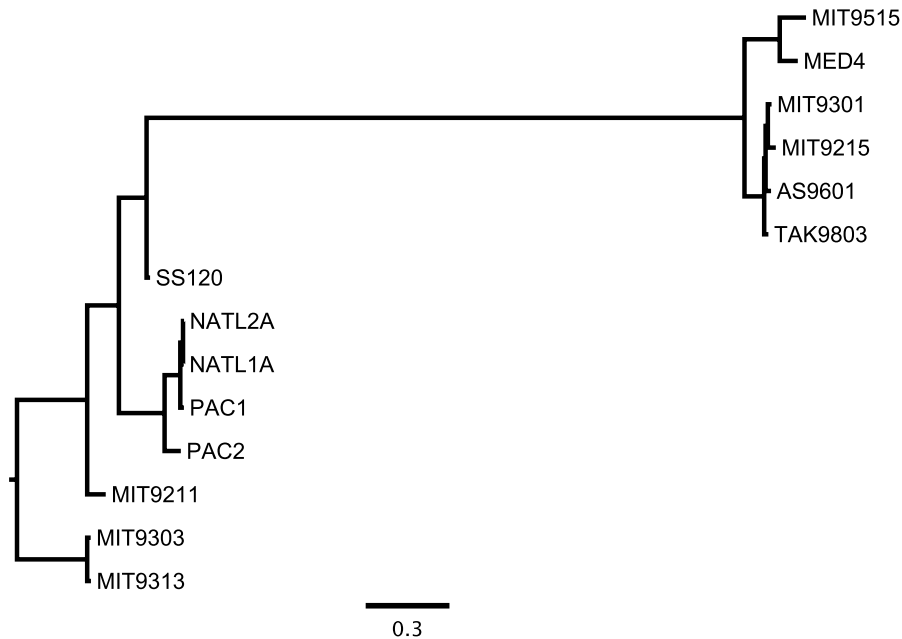 MIT9515
MED4
MIT9301
MIT9215
AS9601
TAK9803
SS120
NATL2A
NATL1A
PAC1
PAC2
MIT9211
MIT9303
MIT9313
0.3